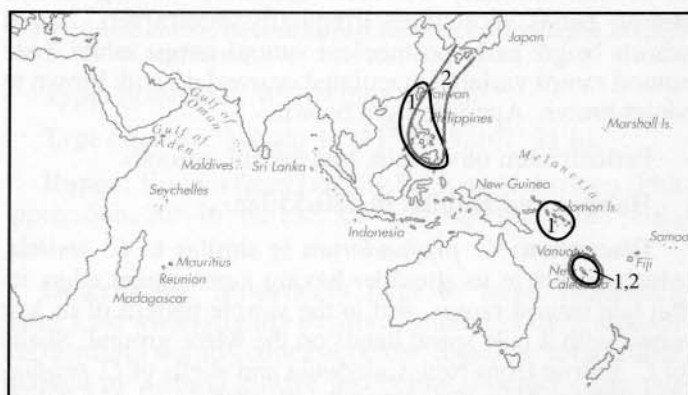 Japan
2
Gulf of
Oman
1
Taiwan
Gulf of
Aden
Philippines
Marshall Is.
Maldives
Sri Lanka
Micronesia
Seychelles
New Guinea
Solomon Is.
Indonesia
1
Samoa
Mauritius
Vanuatu
Fiji
Reunion
New
Caledonia
1,2
Madagascar